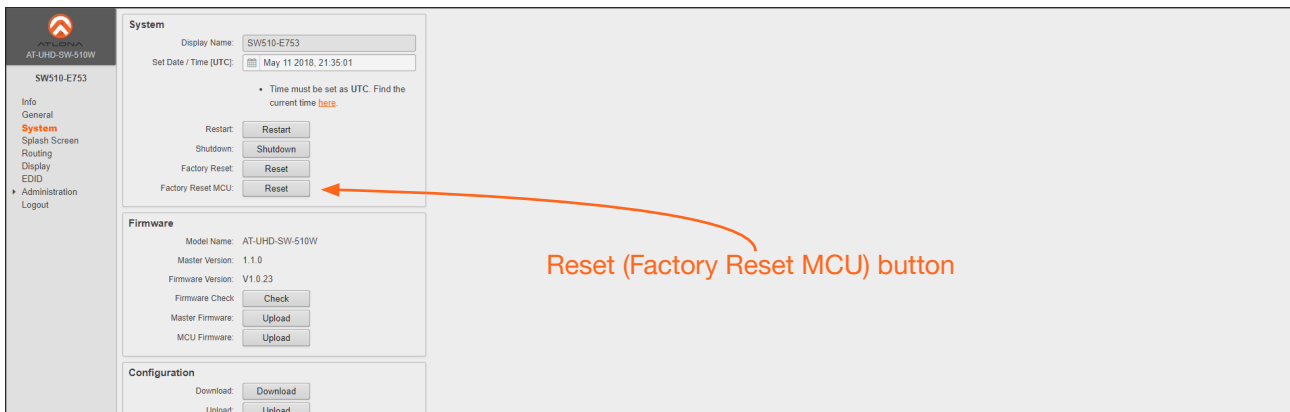 ATLONA
AT-UHD-SW-510W
SW510-E753
Info
General
System
Splash Screen
Routing
Display
EDID
Administration
Logout
System
Display Name: SW510-E753
Set Date / Time [UTC]: May 11 2018, 21:35:01
• Time must be set as UTC. Find the
current time here.
Restart: Restart
Shutdown: Shutdown
Factory Reset: Reset
Factory Reset MCU: Reset
Firmware
Model Name: AT-UHD-SW-510W
Master Version: 1.1.0
Firmware Version: V1.0.23
Firmware Check Check
Master Firmware: Upload
MCU Firmware: Upload
Configuration
Download: Download
Upload: Upload
Reset (Factory Reset MCU) button